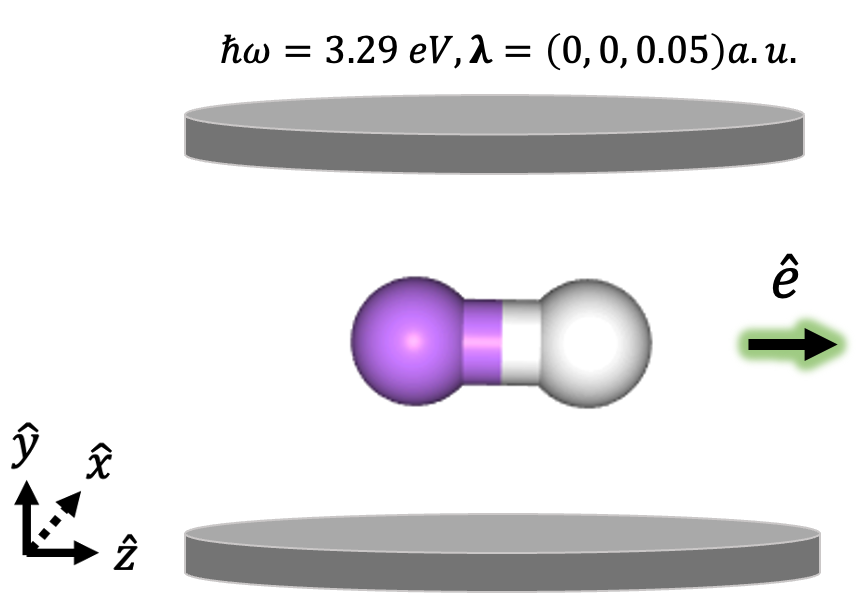 ℏω = 3.29 eV, λ = (0, 0, 0.05)a. u.
ê
ŷ
x̂
ẑ